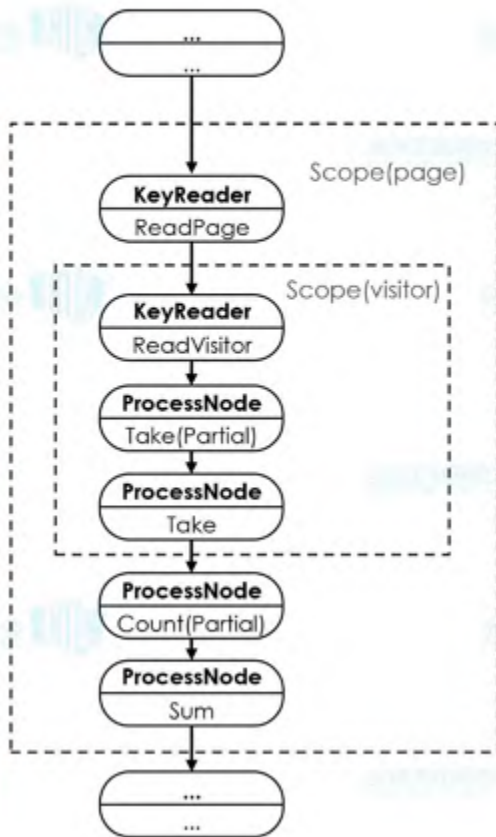 ...
...
Scope(page)
KeyReader
ReadPage
Scope(visitor)
KeyReader
ReadVisitor
ProcessNode
Take(Partial)
ProcessNode
Take
ProcessNode
Count(Partial)
ProcessNode
Sum
...
...